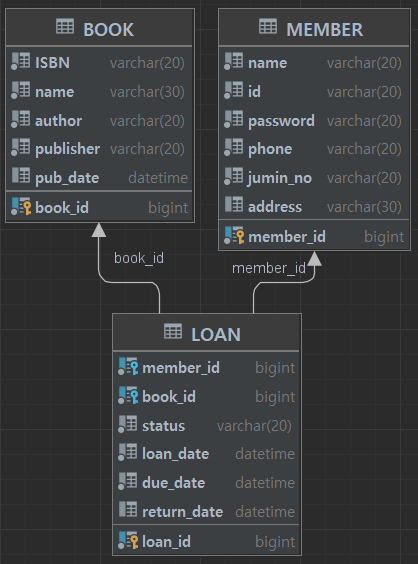 BOOK
ISBN varchar(20)
name varchar(30)
author varchar(20)
publisher varchar(20)
pub_date datetime
book_id bigint
MEMBER
name varchar(20)
id varchar(20)
password varchar(20)
phone varchar(20)
jumin_no varchar(20)
address varchar(30)
member_id bigint
book_id
member_id
LOAN
member_id bigint
book_id bigint
status varchar(20)
loan_date datetime
due_date datetime
return_date datetime
loan_id bigint